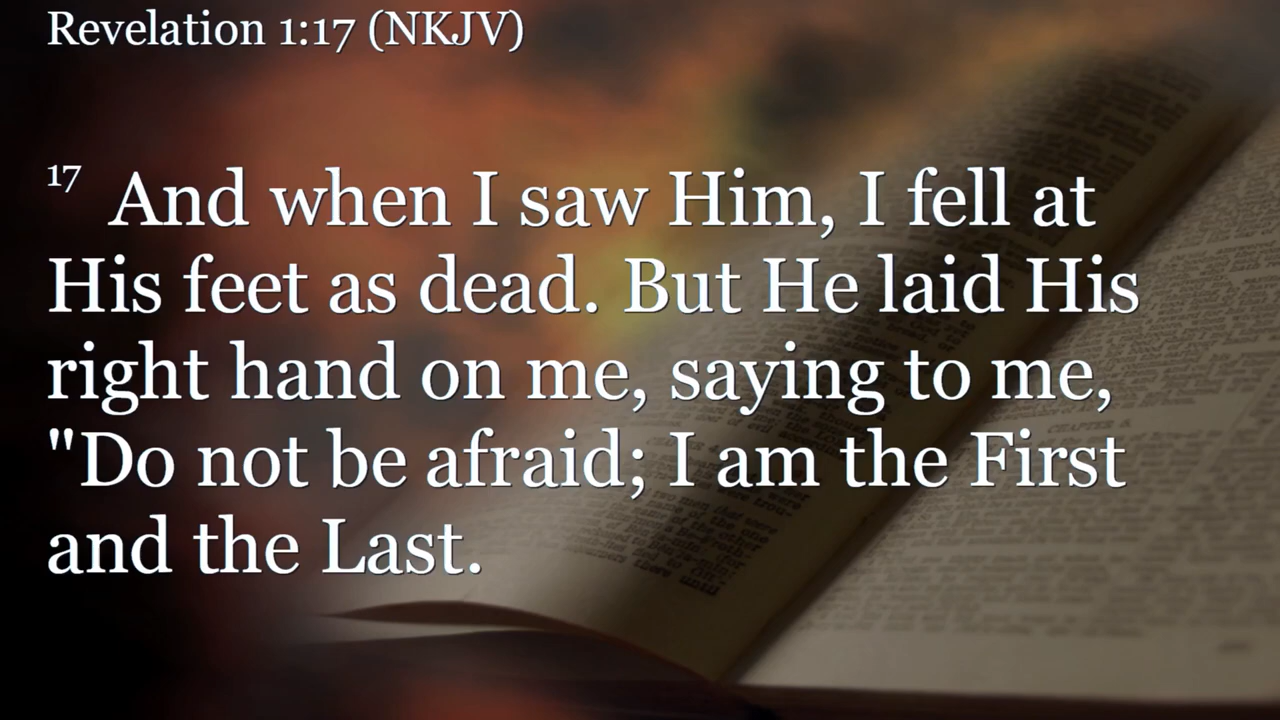 Revelation 1:17 (NKJV)
17 And when I saw Him, I fell at
His feet as dead. But He laid His
right hand on me, saying to me,
"Do not be afraid; I am the First
and the Last.